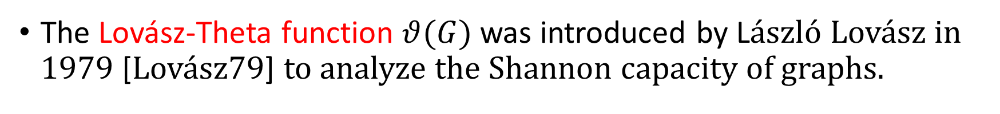 • The Lovász-Theta function 𝜗(𝐺) was introduced by László Lovász in
1979 [Lovász79] to analyze the Shannon capacity of graphs.